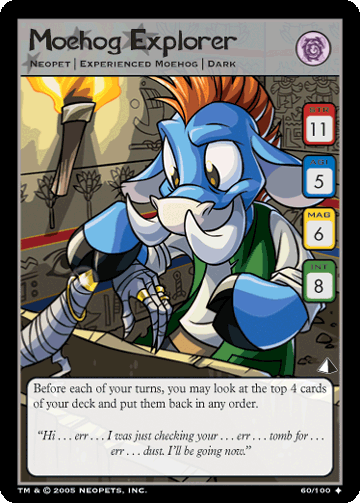 Moehog Explorer
Neopet | Experienced Moehog | Dark
STR
11
AGI
5
MAG
6
INT
8
Before each of your turns, you may look at the top 4 cards
of your deck and put them back in any order.
“Hi . . . err . . . I was just checking your . . . err . . . tomb for . . .
err . . . dust. I'll be going now.”
TM & © 2005 NEOPETS, INC.
60/100